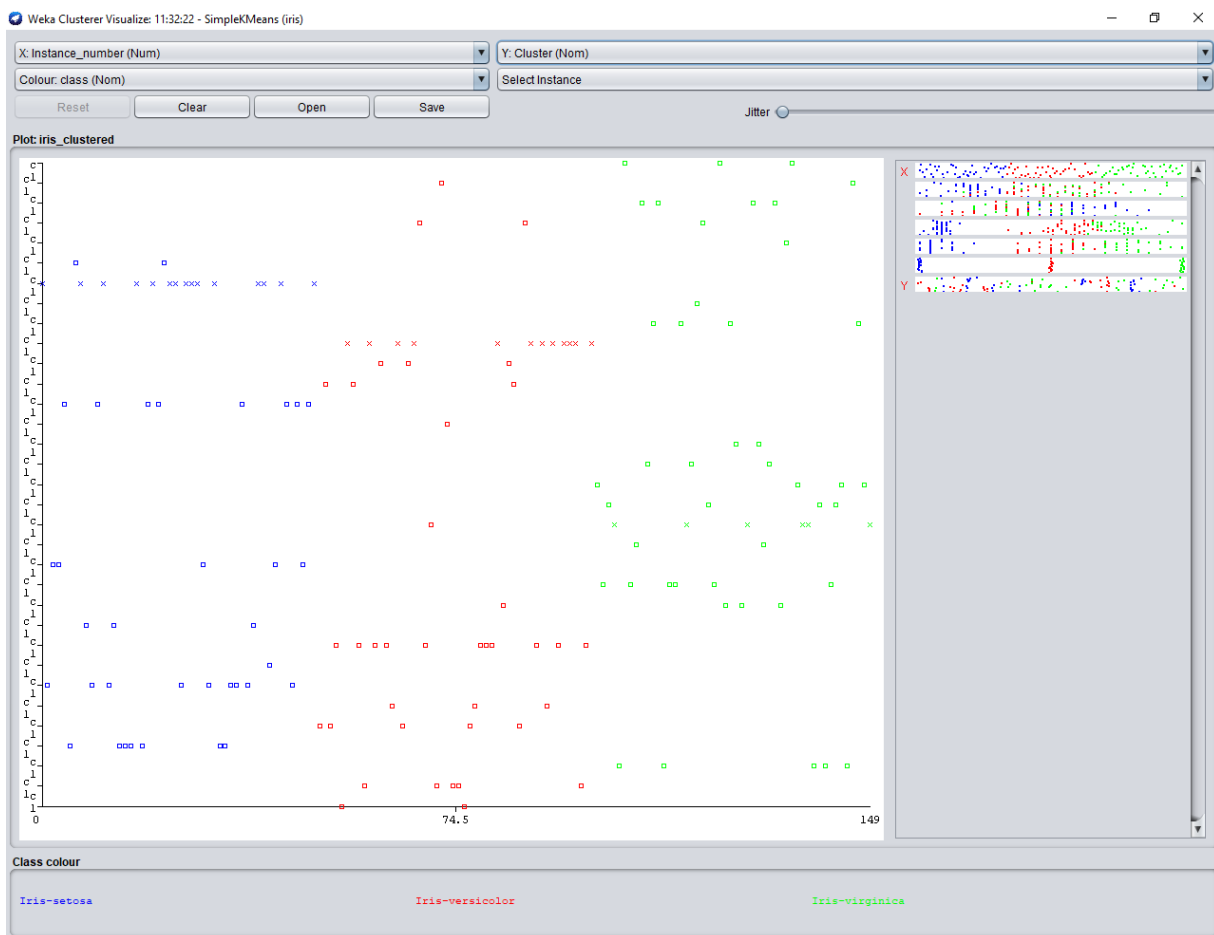 Weka Clusterer Visualize: 11:32:22 - SimpleKMeans (iris)
X: Instance_number (Num)
Y: Cluster (Nom)
Colour: class (Nom)
Select Instance
Reset
Clear
Open
Save
Jitter
Plot: iris_clustered
X
Y
0
74.5
149
Class colour
Iris-setosa
Iris-versicolor
Iris-virginica